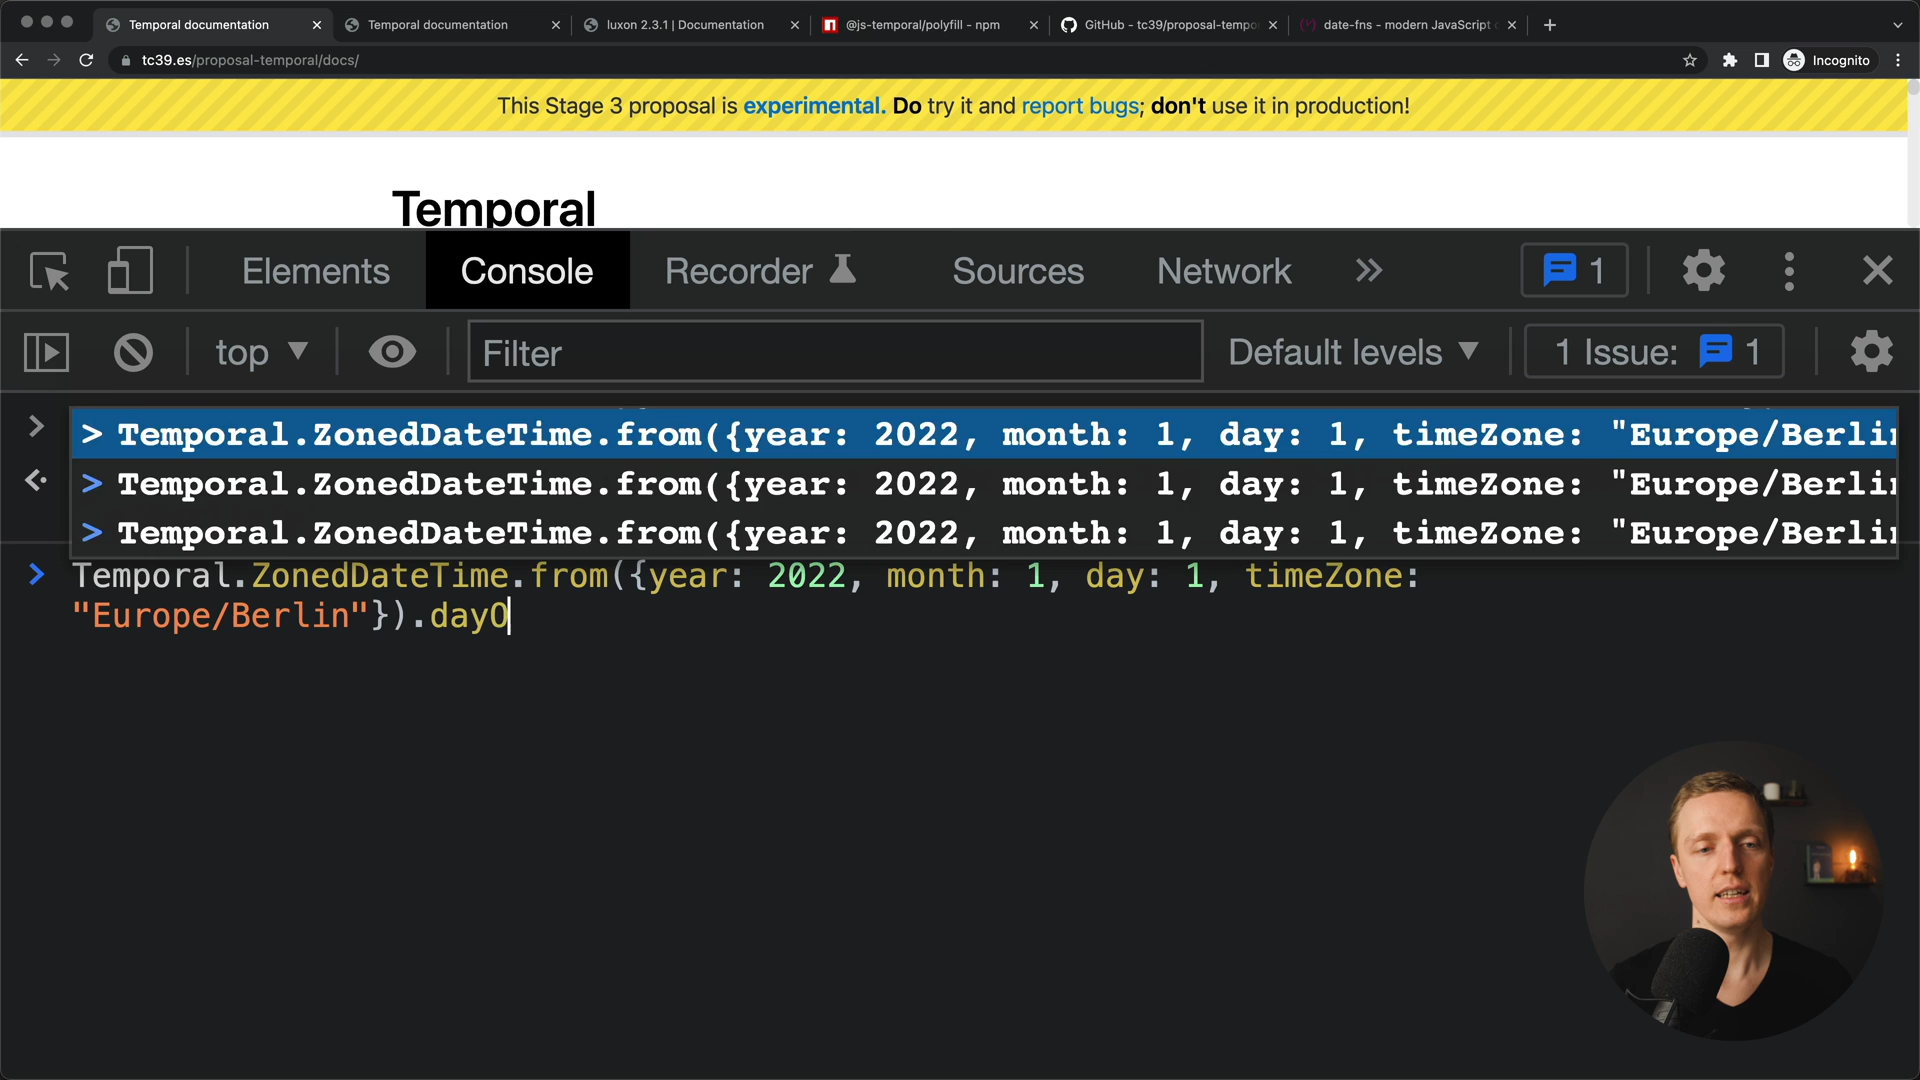 Temporal documentation
Temporal documentation
luxon 2.3.1 | Documentation
@js-temporal/polyfill - npm
GitHub - tc39/proposal-tempo
date-fns - modern JavaScript
tc39.es/proposal-temporal/docs/
Incognito
This Stage 3 proposal is experimental. Do try it and report bugs; don't use it in production!
Temporal
Elements
Console
Recorder
Sources
Network
1
top
Filter
Default levels
1 Issue: 1
> Temporal.ZonedDateTime.from({year: 2022, month: 1, day: 1, timeZone: "Europe/Berlin
> Temporal.ZonedDateTime.from({year: 2022, month: 1, day: 1, timeZone: "Europe/Berlin
> Temporal.ZonedDateTime.from({year: 2022, month: 1, day: 1, timeZone: "Europe/Berlin
> Temporal.ZonedDateTime.from({year: 2022, month: 1, day: 1, timeZone:
"Europe/Berlin"}).dayO